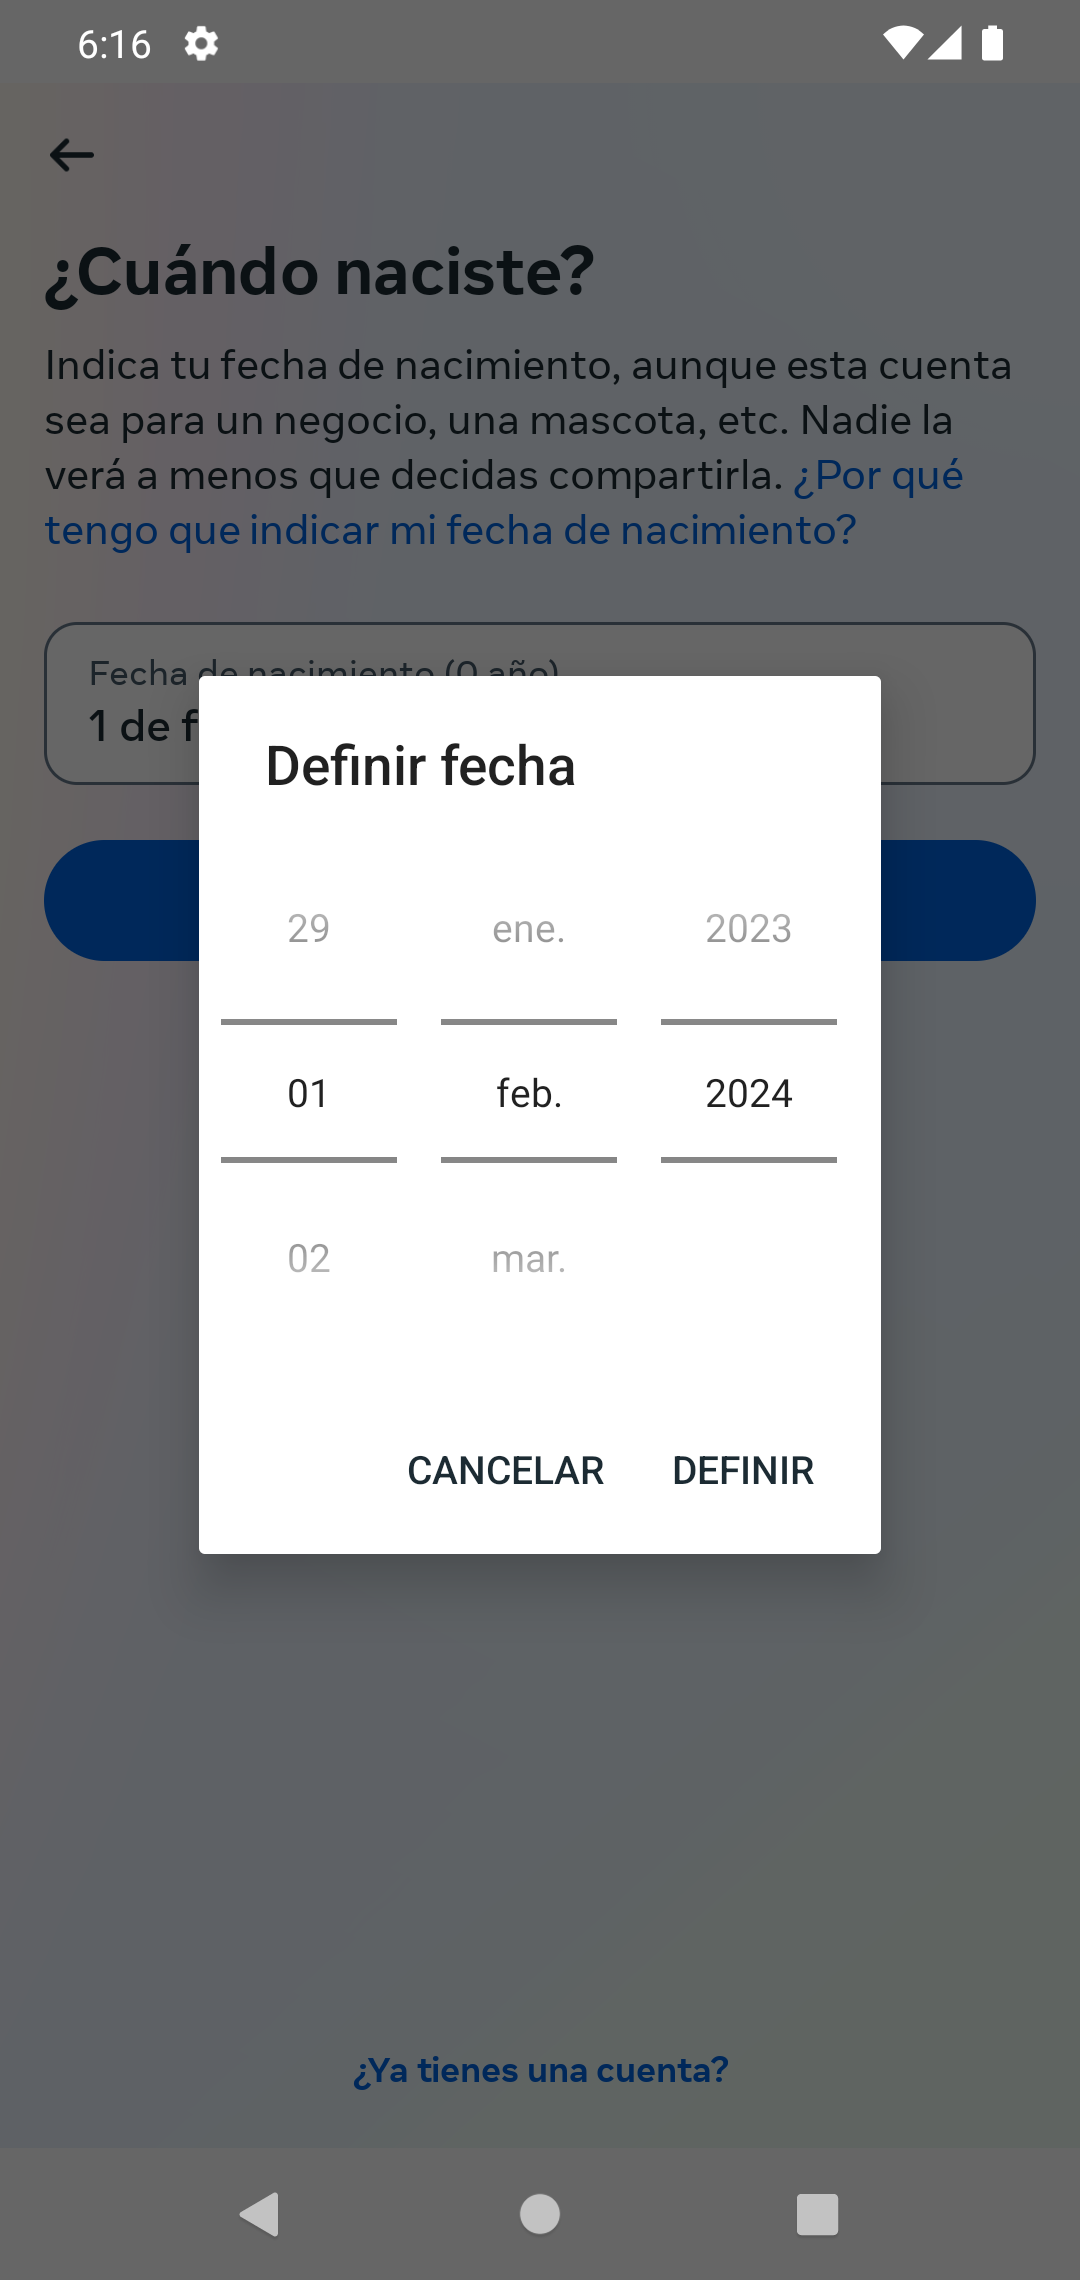 6:16
¿Cuándo naciste?
Indica tu fecha de nacimiento, aunque esta cuenta
sea para un negocio, una mascota, etc. Nadie la
verá a menos que decidas compartirla. ¿Por qué
tengo que indicar mi fecha de nacimiento?
Fecha de nacimiento (0 año)
1 de f
Definir fecha
29 ene. 2023
01 feb. 2024
02 mar.
CANCELAR DEFINIR
¿Ya tienes una cuenta?